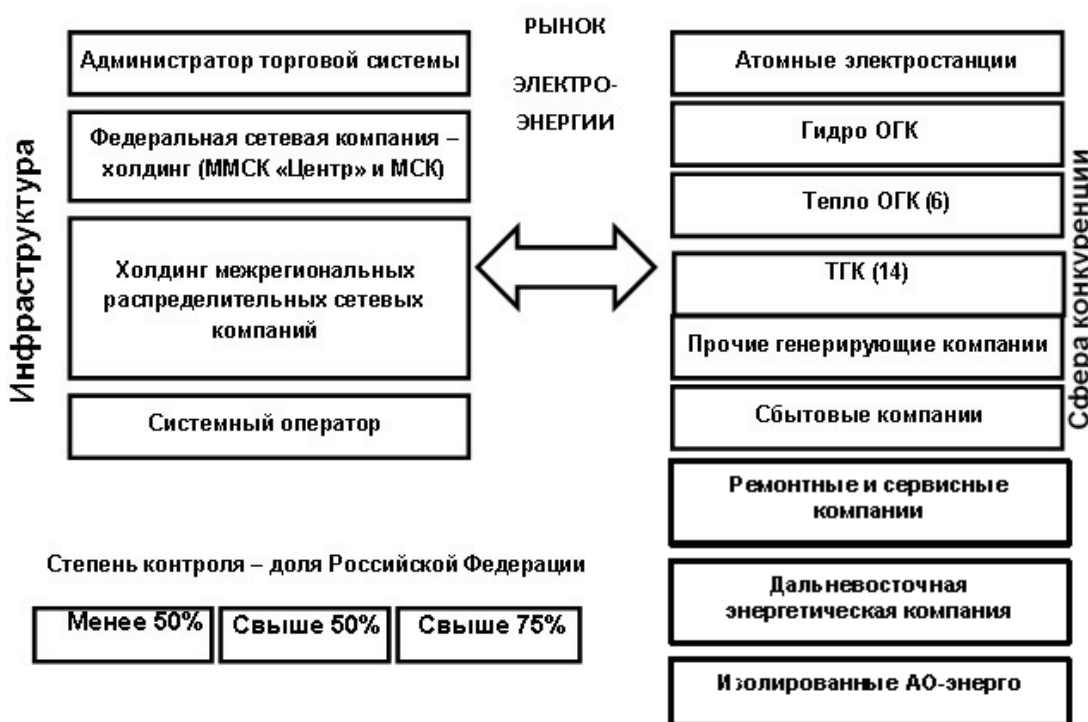 РЫНОК
ЭЛЕКТРО-
ЭНЕРГИИ
Инфраструктура
Администратор торговой системы
Федеральная сетевая компания –
холдинг (ММСК «Центр» и МСК)
Холдинг межрегиональных
распределительных сетевых
компаний
Системный оператор
Атомные электростанции
Гидро ОГК
Тепло ОГК (6)
ТГК (14)
Прочие генерирующие компании
Сбытовые компании
Ремонтные и сервисные
компании
Дальневосточная
энергетическая компания
Изолированные АО-энерго
Сфера конкуренции
Степень контроля – доля Российской Федерации
Менее 50%
Свыше 50%
Свыше 75%